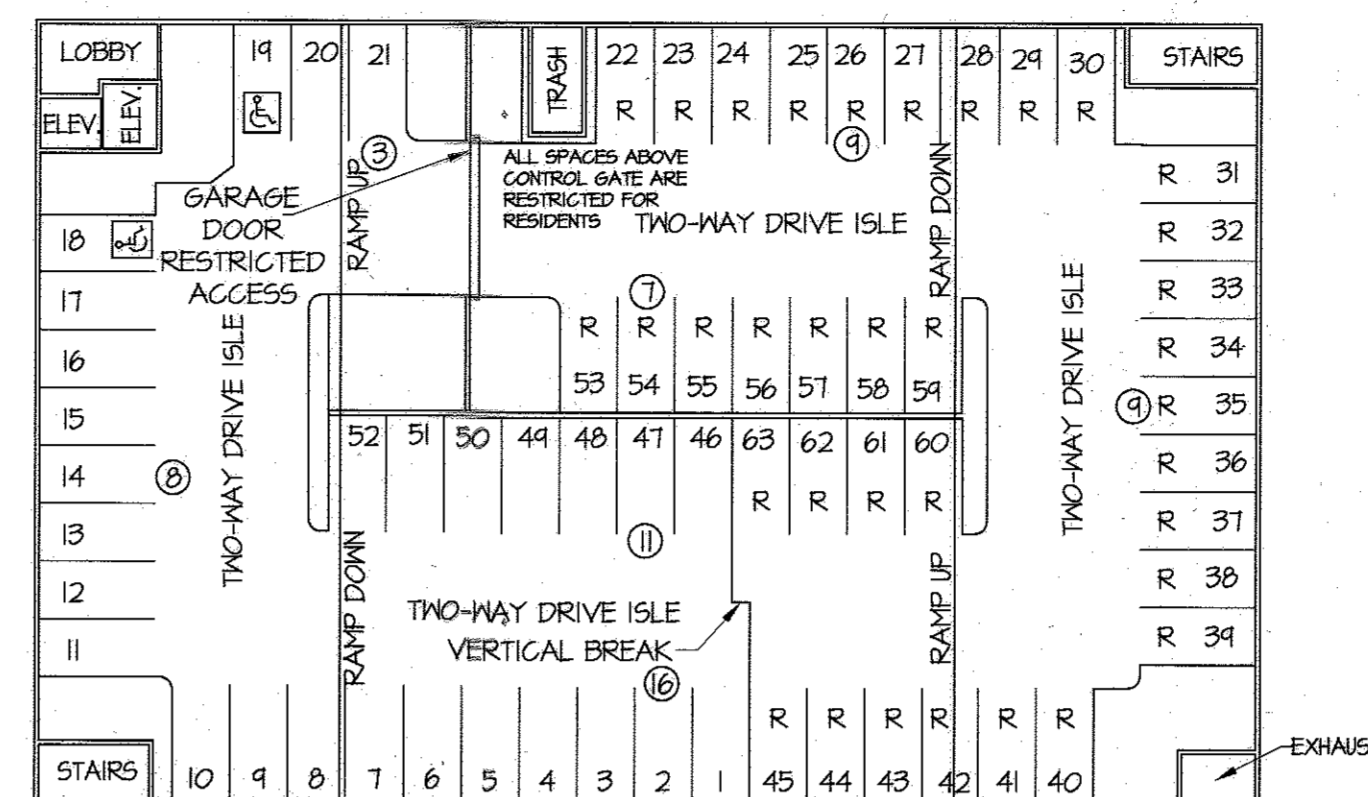 LOBBY
ELEV.
ELEV.
19
20
21
TRASH
22
23
24
25
26
27
28
29
30
STAIRS
R
R
R
R
R
R
R
R
R
3
9
RAMP UP
GARAGE
DOOR
RESTRICTED
ACCESS
ALL SPACES ABOVE
CONTROL GATE ARE
RESTRICTED FOR
RESIDENTS
TWO-WAY DRIVE ISLE
RAMP DOWN
R 31
R 32
R 33
R 34
R 35
R 36
R 37
R 38
R 39
9
TWO-WAY DRIVE ISLE
18
17
16
15
14
13
12
11
8
TWO-WAY DRIVE ISLE
7
R
R
R
R
R
R
R
53
54
55
56
57
58
59
52
51
50
49
48
47
46
63
62
61
60
R
R
R
R
11
RAMP DOWN
TWO-WAY DRIVE ISLE
VERTICAL BREAK
16
RAMP UP
R
R
R
R
R
R
STAIRS
10
9
8
7
6
5
4
3
2
1
45
44
43
42
41
40
EXHAUS